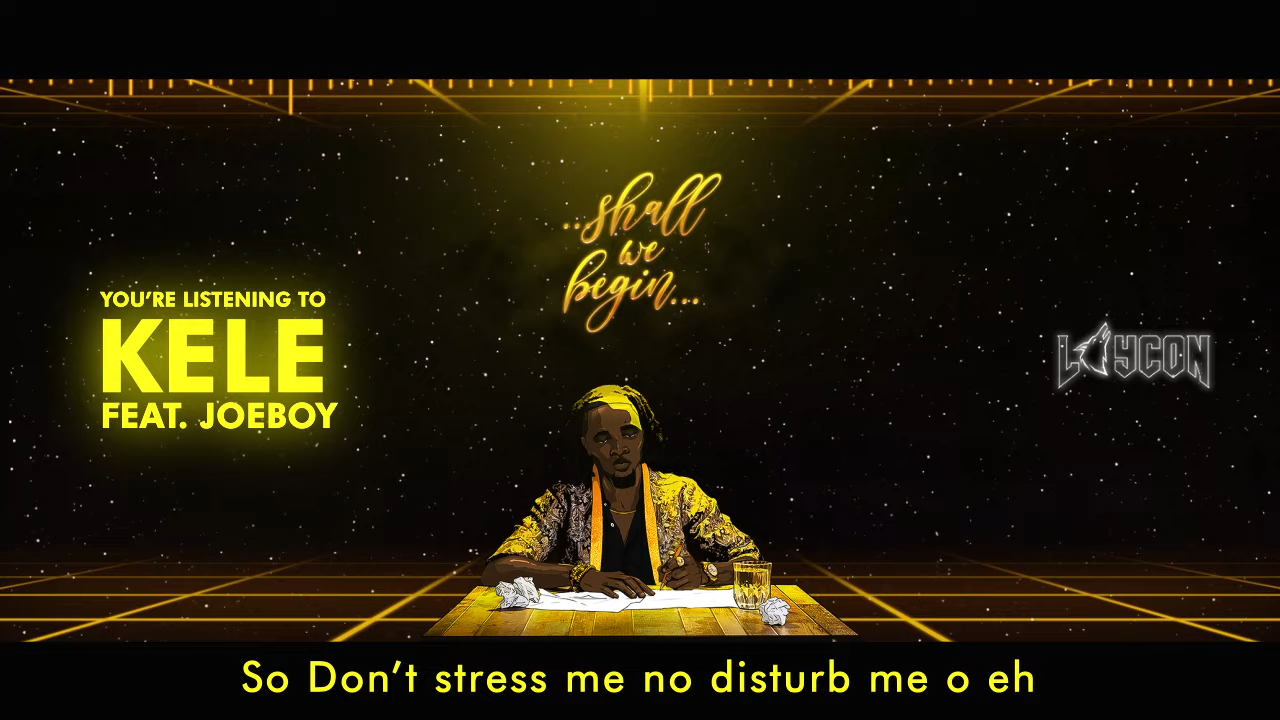 ..shall
we
begin...
YOU'RE LISTENING TO
KELE
FEAT. JOEBOY
LAYCON
So Don't stress me no disturb me o eh